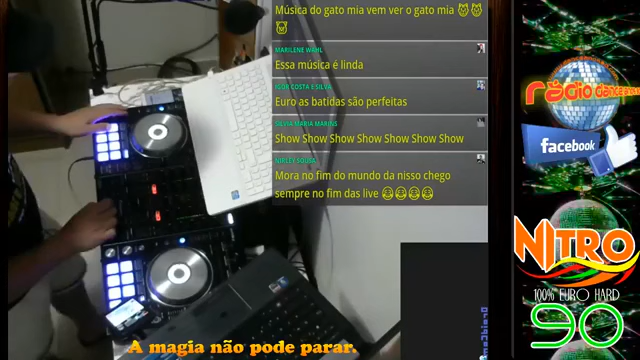 Música do gato mia vem ver o gato mia 😻😻
😻
MARILENE WAHL
Essa música é linda
IGOR COSTA E SILVA
Euro as batidas são perfeitas
SILVIA MARIA MARINS
Show Show Show Show Show Show Show
NIRLEY SOUSA
Mora no fim do mundo da nisso chego
sempre no fim das live 😂😂😂😂
A magia não pode parar.
facebook
NITRO
100% EURO HARD
90